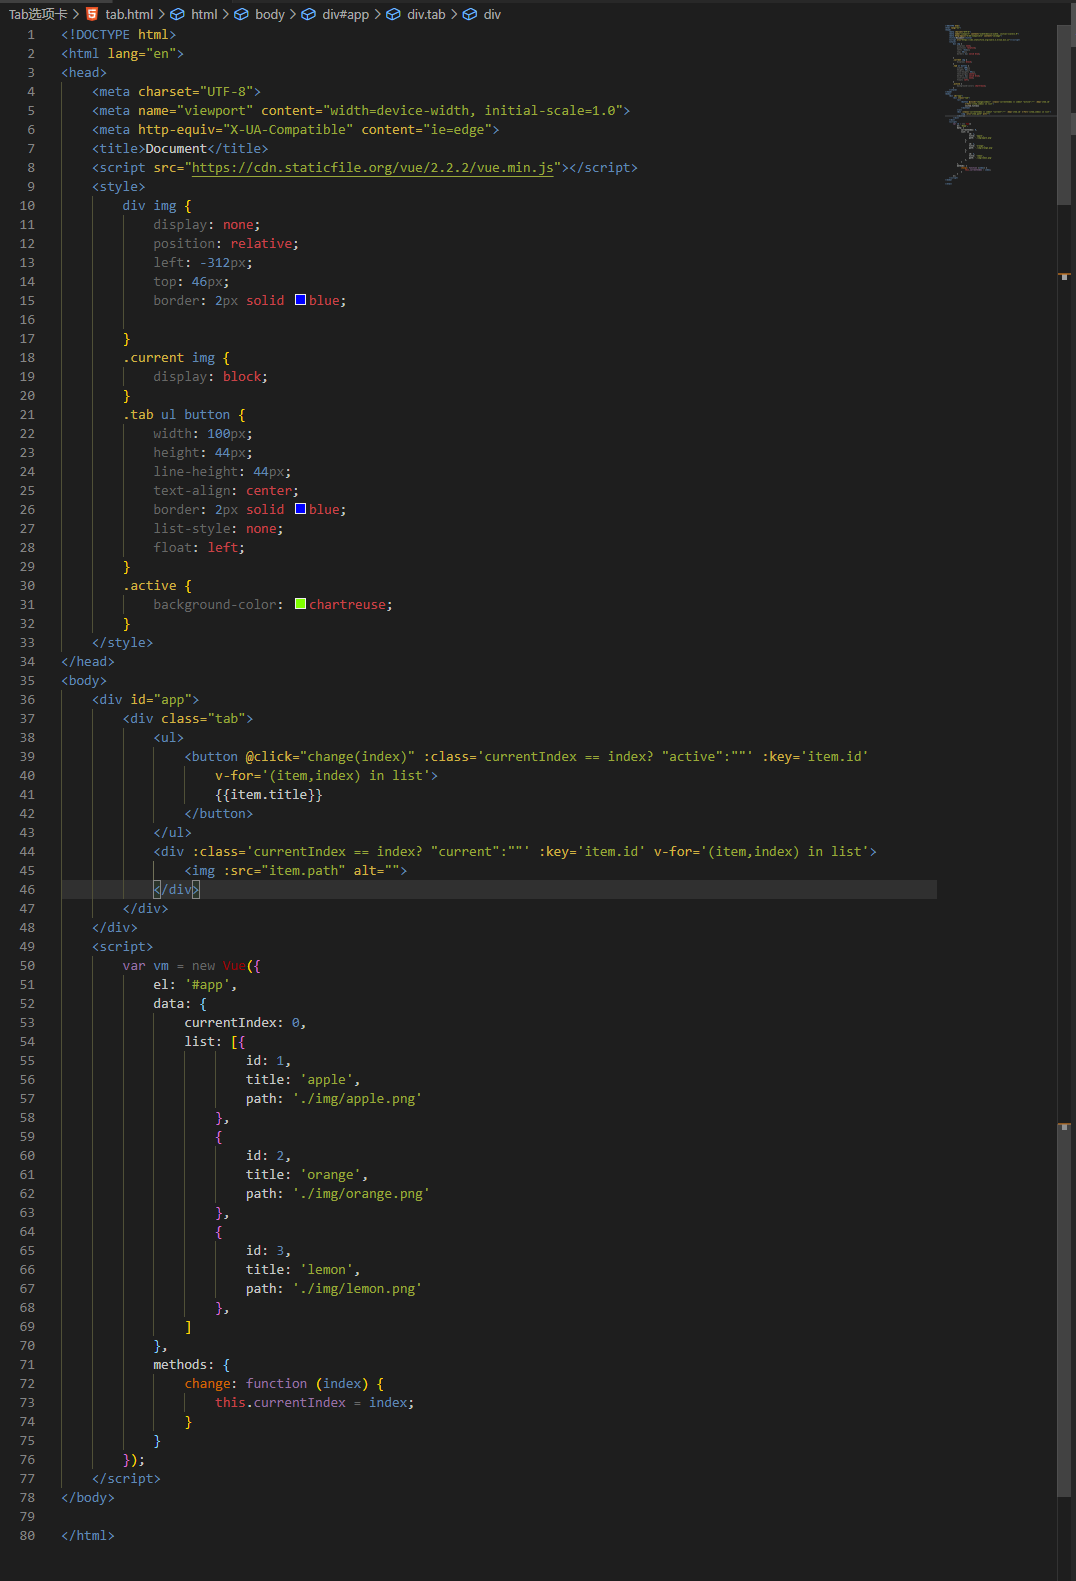 Tab选项卡 > tab.html > html > body > div#app > div.tab > div
1 <!DOCTYPE html>
2 <html lang="en">
3 <head>
4     <meta charset="UTF-8">
5     <meta name="viewport" content="width=device-width, initial-scale=1.0">
6     <meta http-equiv="X-UA-Compatible" content="ie=edge">
7     <title>Document</title>
8     <script src="https://cdn.staticfile.org/vue/2.2.2/vue.min.js"></script>
9     <style>
10         div img {
11             display: none;
12             position: relative;
13             left: -312px;
14             top: 46px;
15             border: 2px solid blue;
16
17         }
18         .current img {
19             display: block;
20         }
21         .tab ul button {
22             width: 100px;
23             height: 44px;
24             line-height: 44px;
25             text-align: center;
26             border: 2px solid blue;
27             list-style: none;
28             float: left;
29         }
30         .active {
31             background-color: chartreuse;
32         }
33     </style>
34 </head>
35 <body>
36     <div id="app">
37         <div class="tab">
38             <ul>
39                 <button @click="change(index)" :class='currentIndex == index? "active":""' :key='item.id'
40                     v-for='(item,index) in list'>
41                     {{item.title}}
42                 </button>
43             </ul>
44             <div :class='currentIndex == index? "current":""' :key='item.id' v-for='(item,index) in list'>
45                 <img :src="item.path" alt="">
46             </div>
47         </div>
48     </div>
49     <script>
50         var vm = new Vue({
51             el: '#app',
52             data: {
53                 currentIndex: 0,
54                 list: [{
55                         id: 1,
56                         title: 'apple',
57                         path: './img/apple.png'
58                     },
59                     {
60                         id: 2,
61                         title: 'orange',
62                         path: './img/orange.png'
63                     },
64                     {
65                         id: 3,
66                         title: 'lemon',
67                         path: './img/lemon.png'
68                     },
69                 ]
70             },
71             methods: {
72                 change: function (index) {
73                     this.currentIndex = index;
74                 }
75             }
76         });
77     </script>
78 </body>
79
80 </html>